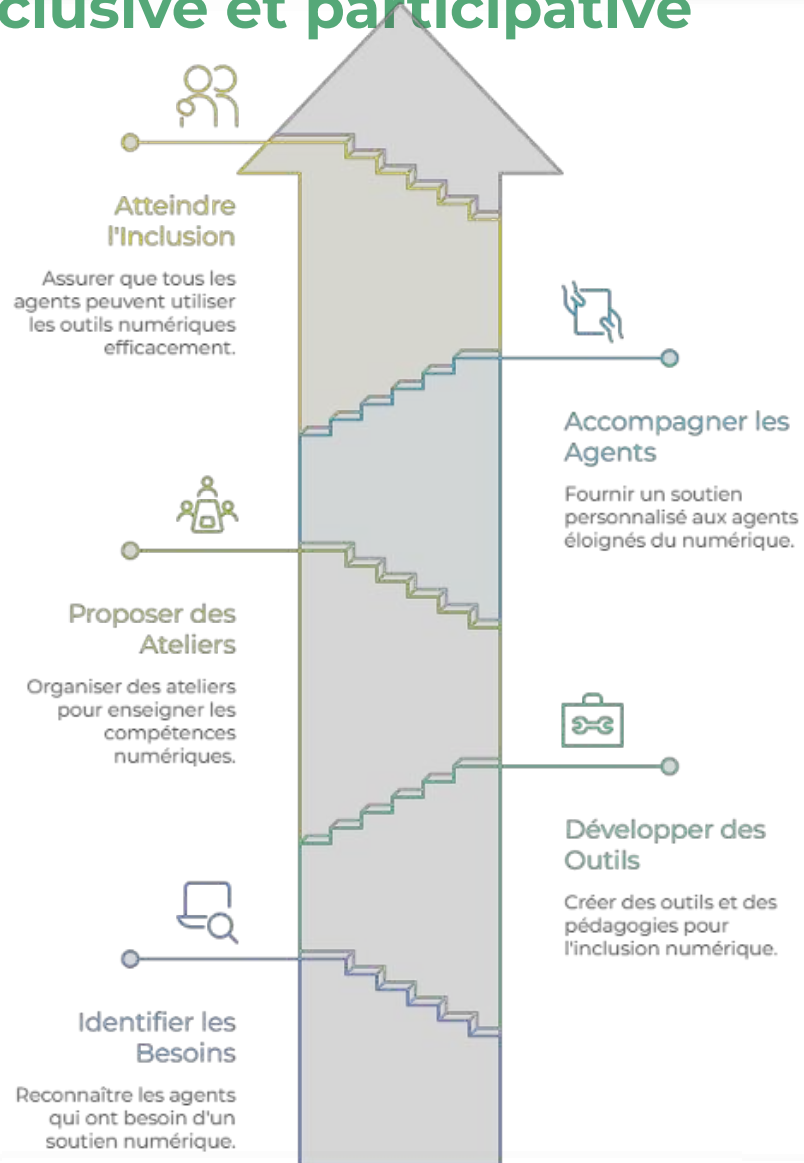 clusive et participative
Atteindre
l'Inclusion
Assurer que tous les
agents peuvent utiliser
les outils numériques
efficacement.
Accompagner les
Agents
Fournir un soutien
personnalisé aux agents
éloignés du numérique.
Proposer des
Ateliers
Organiser des ateliers
pour enseigner les
compétences
numériques.
Développer des
Outils
Créer des outils et des
pédagogies pour
l'inclusion numérique.
Identifier les
Besoins
Reconnaître les agents
qui ont besoin d'un
soutien numérique.